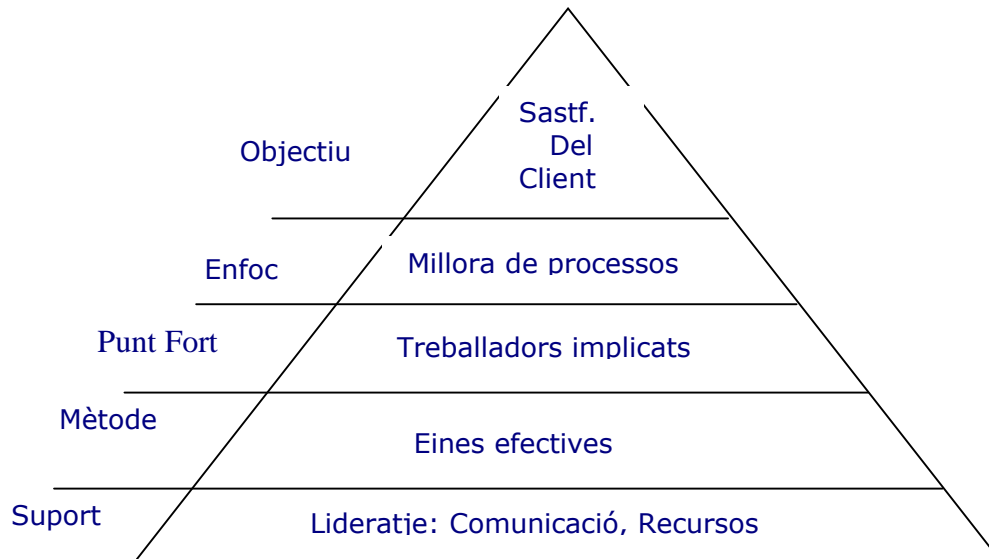 Sastf.
Del
Client
Objectiu
Millora de processos
Enfoc
Punt Fort
Treballadors implicats
Mètode
Eines efectives
Suport
Lideratje: Comunicació, Recursos